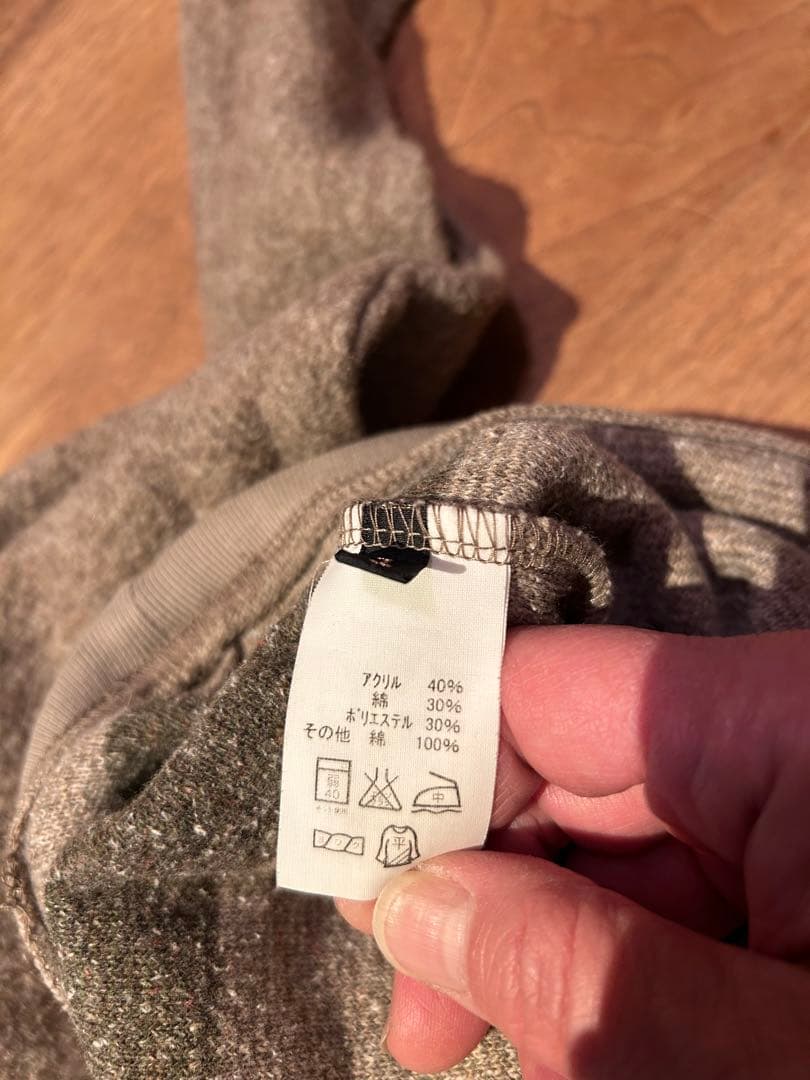 アクリル 40%
綿 30%
ポリエステル 30%
その他 綿 100%
弱
40
中
平